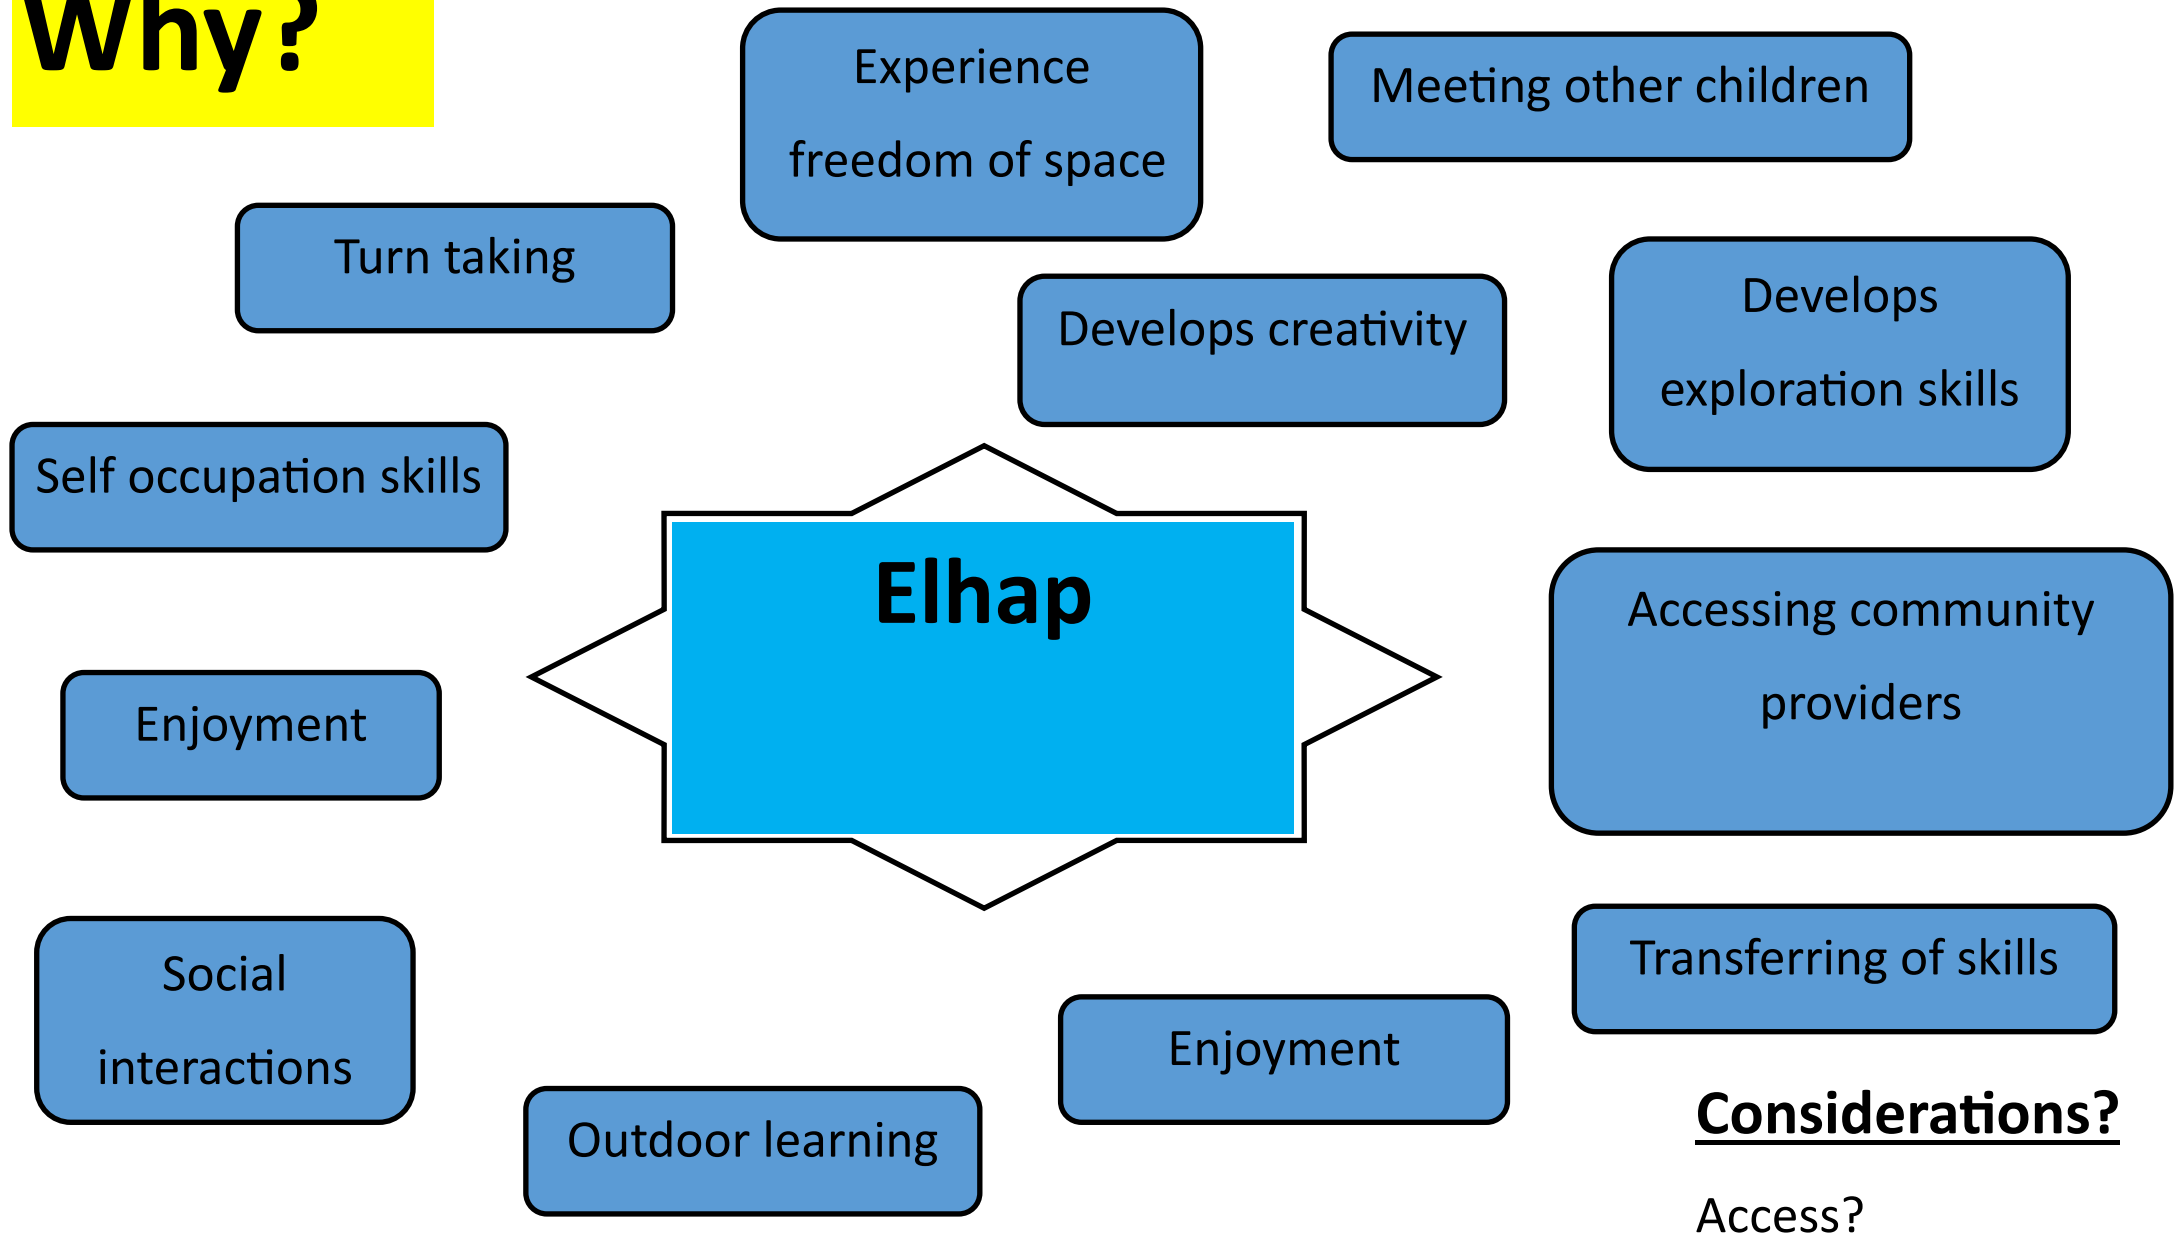 Why?
Experience
freedom of space
Meeting other children
Turn taking
Develops creativity
Develops
exploration skills
Self occupation skills
Elhap
Accessing community
providers
Enjoyment
Social
interactions
Transferring of skills
Enjoyment
Outdoor learning
Considerations?
Access?